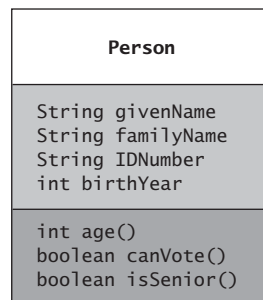 Person
String givenName
String familyName
String IDNumber
int birthYear
int age()
boolean canVote()
boolean isSenior()